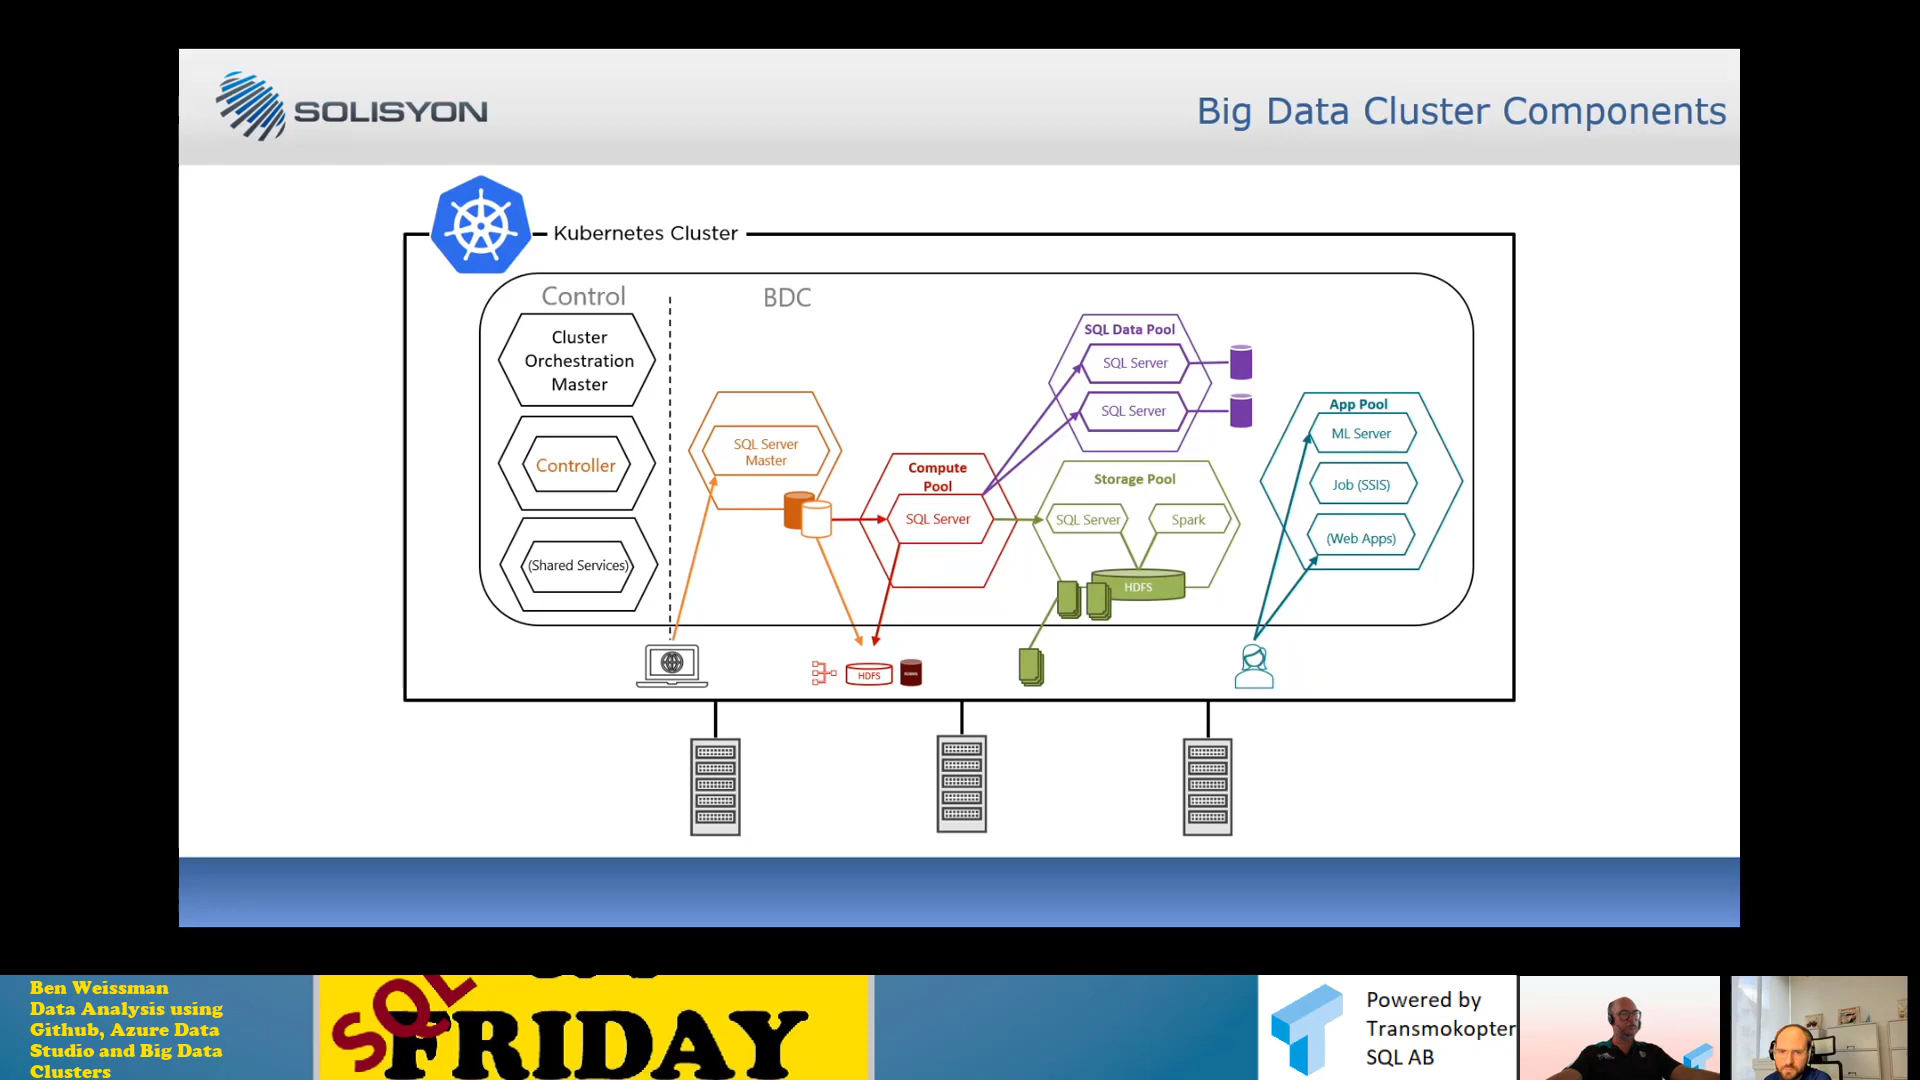 SOLISYON
Big Data Cluster Components
Kubernetes Cluster
Control
BDC
Cluster
Orchestration
Master
Controller
(Shared Services)
SQL Server
Master
Compute
Pool
SQL Server
SQL Data Pool
SQL Server
SQL Server
Storage Pool
SQL Server
Spark
HDFS
App Pool
ML Server
Job (SSIS)
(Web Apps)
HDFS
Ben Weissman
Data Analysis using
Github, Azure Data
Studio and Big Data
Clusters
SQL
FRIDAY
Powered by
Transmokopter
SQL AB